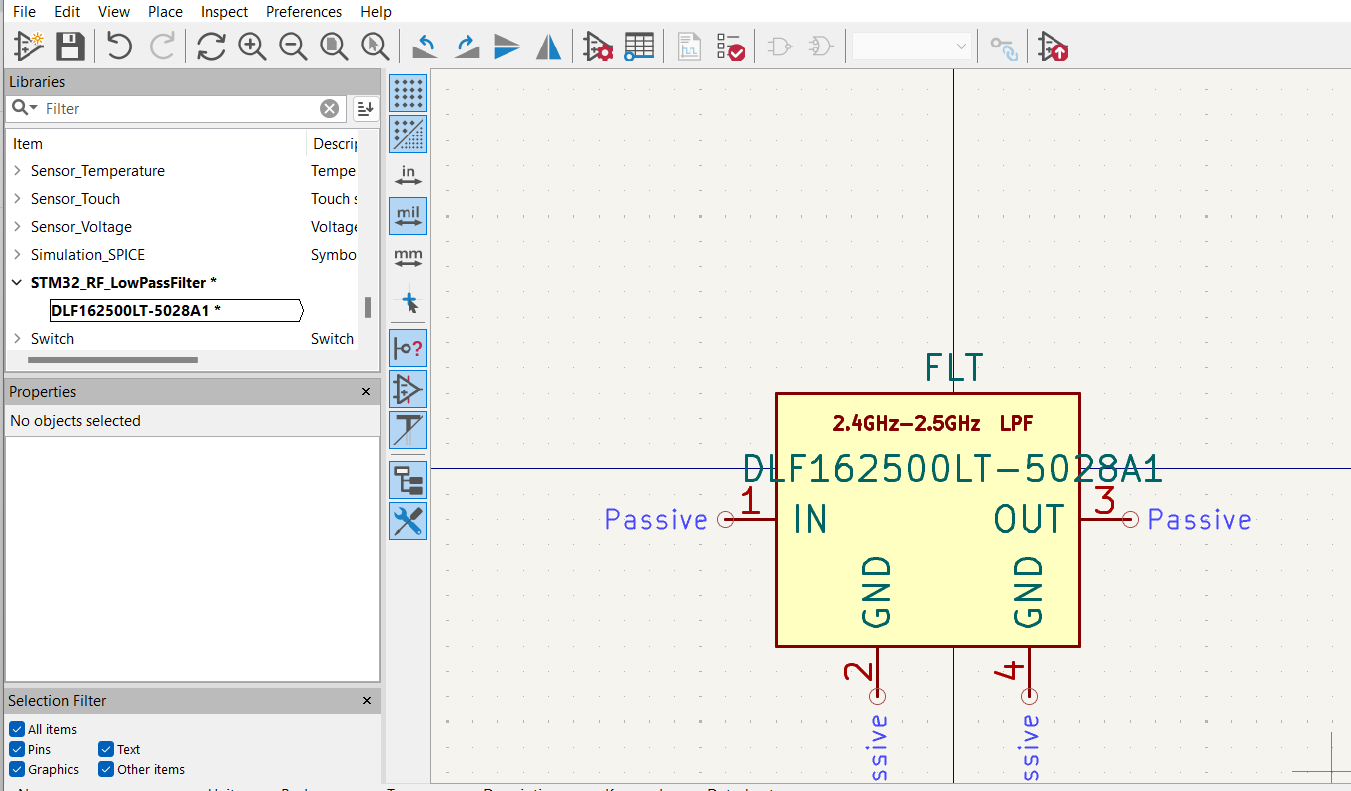 File Edit View Place Inspect Preferences Help
Libraries
Filter
Item Descrip
Sensor_Temperature Tempe
Sensor_Touch Touch s
Sensor_Voltage Voltage
Simulation_SPICE Symbo
STM32_RF_LowPassFilter *
DLF162500LT-5028A1 *
Switch Switch
Properties
No objects selected
Selection Filter
All items
Pins Text
Graphics Other items
in
mil
mm
?
FLT
2.4GHz-2.5GHz LPF
DLF162500LT-5028A1
1 3
Passive IN OUT Passive
GND GND
2 4
ssive ssive